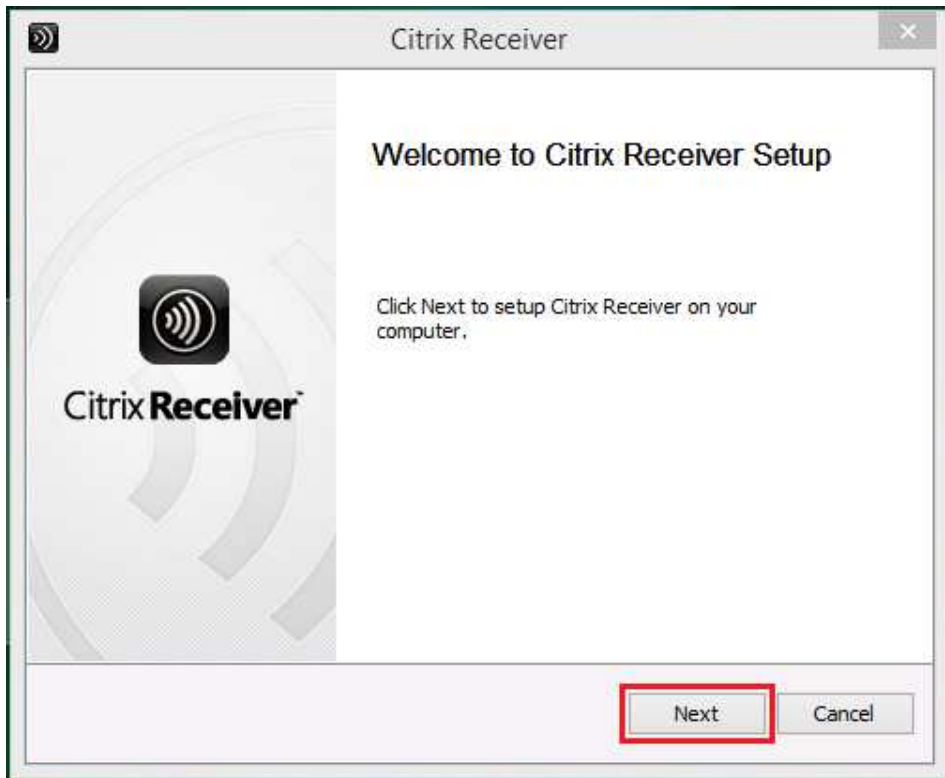 Citrix Receiver
Welcome to Citrix Receiver Setup
Click Next to setup Citrix Receiver on your
computer.
Citrix Receiver™
Next
Cancel